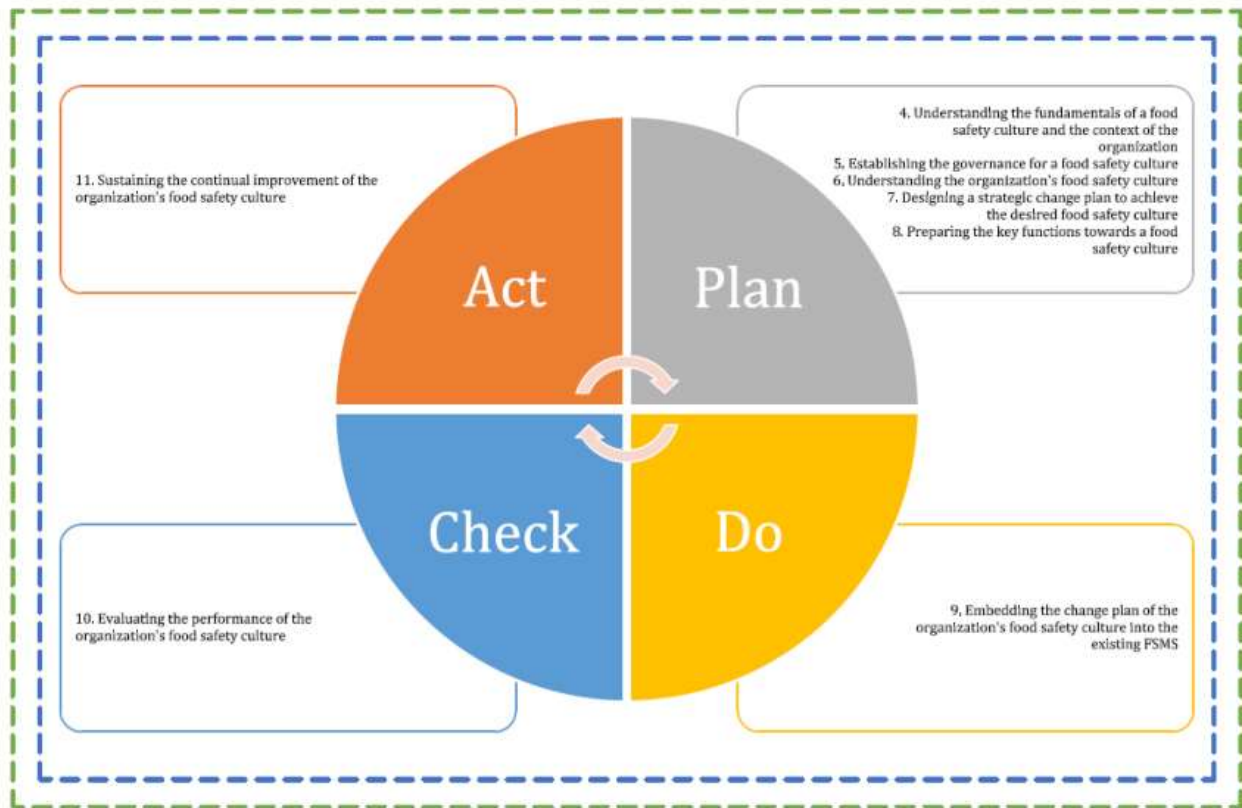 11. Sustaining the continual improvement of the
organization's food safety culture
Act
Plan
4. Understanding the fundamentals of a food
safety culture and the context of the
organization
5. Establishing the governance for a food safety culture
6. Understanding the organization's food safety culture
7. Designing a strategic change plan to achieve
the desired food safety culture
8. Preparing the key functions towards a food
safety culture
Check
Do
10. Evaluating the performance of the
organization's food safety culture
9. Embedding the change plan of the
organization's food safety culture into the
existing FSMS